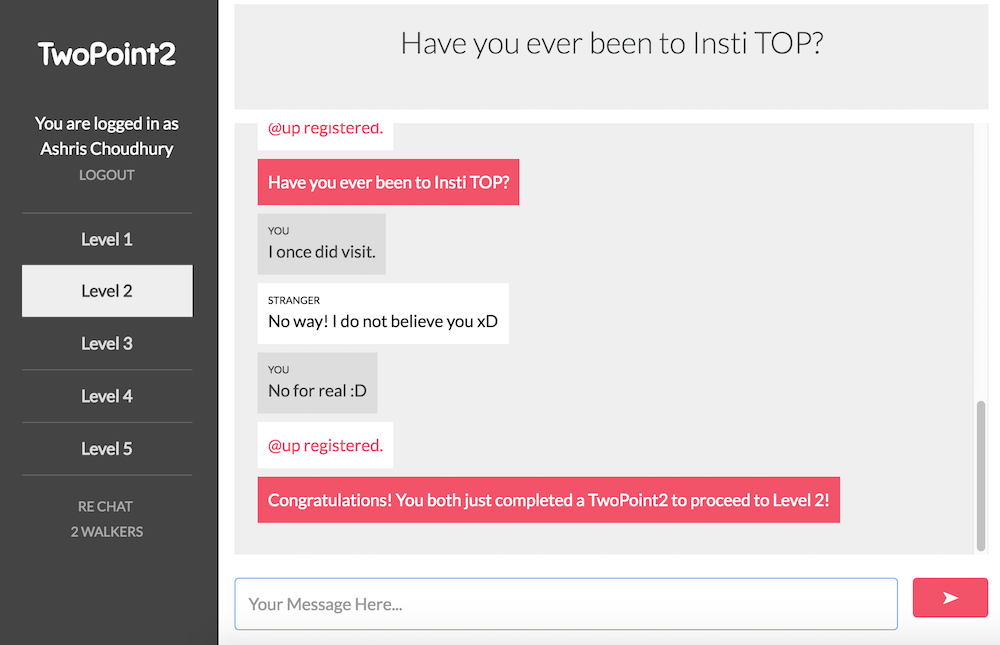 TwoPoint2
You are logged in as
Ashris Choudhury
LOGOUT
Level 1
Level 2
Level 3
Level 4
Level 5
RE CHAT
2 WALKERS
Have you ever been to Insti TOP?
@up registered.
Have you ever been to Insti TOP?
YOU
I once did visit.
STRANGER
No way! I do not believe you xD
YOU
No for real :D
@up registered.
Congratulations! You both just completed a TwoPoint2 to proceed to Level 2!
Your Message Here...